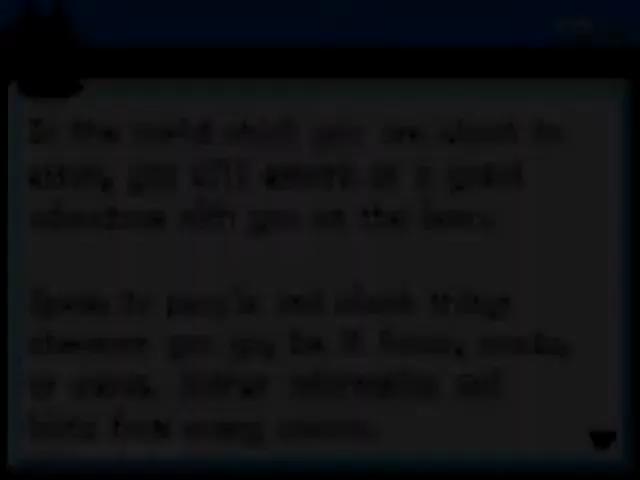 In the world which you are about to
enter, you will embark on a grand
adventure with you as the hero.
Speak to people and check things
wherever you go, be it towns, roads,
or caves. Gather information and
hints from every source.